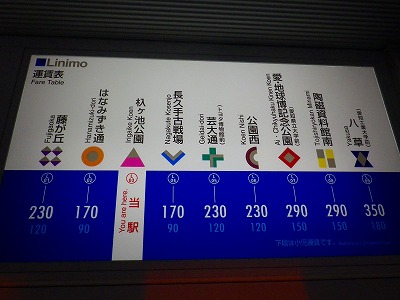 Linimo
運賃表
Fare Table
藤が丘
Fujigaoka
はなみずき通
Hanamizuki-dori
杁ヶ池公園
Irigaike Koen
長久手古戦場
Nagakute Kosenjo
芸大通
Geidai-dori
公園西
Koen Nishi
愛・地球博記念公園
Ai・Chikyuhaku Kinen Koen
陶磁資料館南
Tojishiryokan Minami
八草
Yakusa
230
120
170
90
当駅
You are here.
170
90
230
120
230
120
290
150
290
150
350
180
下段は小児運賃です。